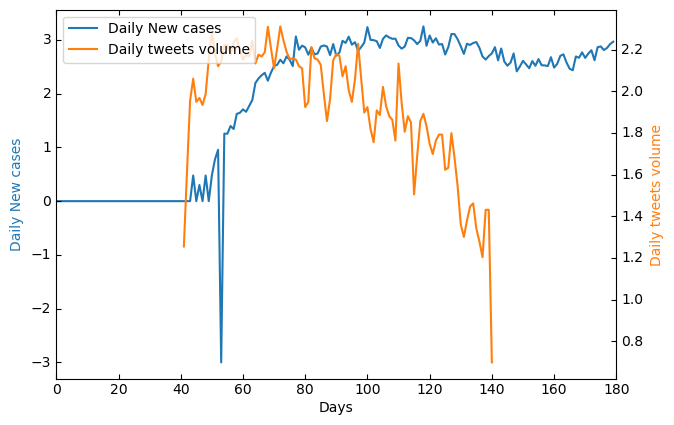 Daily New cases
Daily tweets volume
3
2
1
0
−1
−2
−3
2.2
2.0
1.8
1.6
1.4
1.2
1.0
0.8
Daily New cases
Daily tweets volume
0 20 40 60 80 100 120 140 160 180
Days